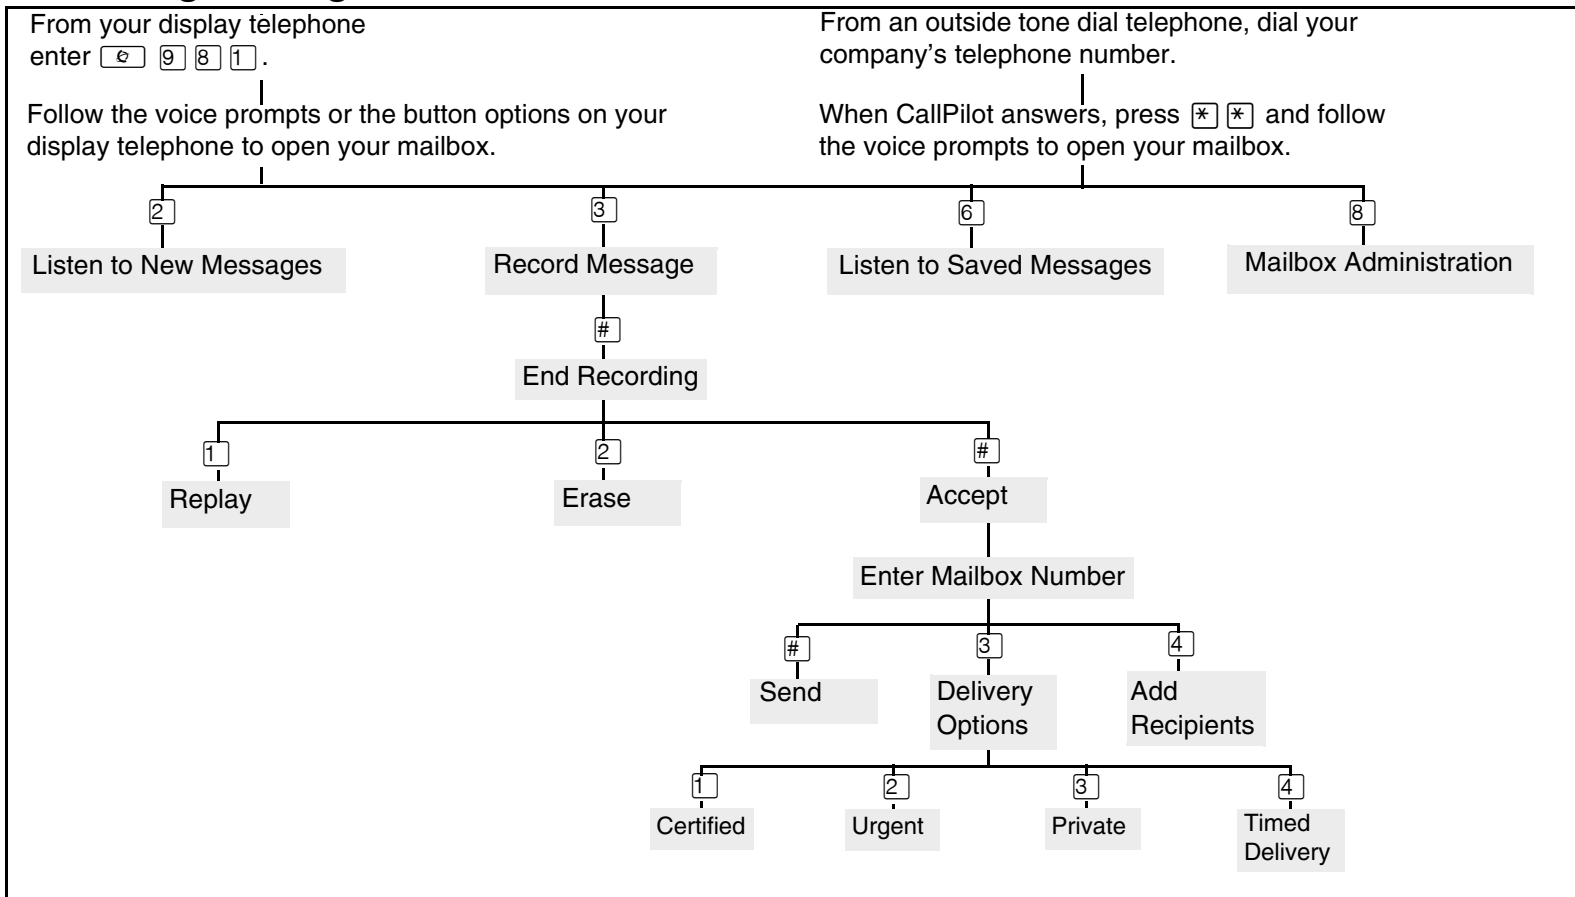 From your display telephone
enter 9 8 1 .
From an outside tone dial telephone, dial your
company's telephone number.
Follow the voice prompts or the button options on your
display telephone to open your mailbox.
When CallPilot answers, press * * and follow
the voice prompts to open your mailbox.
2
3
6
8
Listen to New Messages
Record Message
Listen to Saved Messages
Mailbox Administration
#
End Recording
1
2
#
Replay
Erase
Accept
Enter Mailbox Number
#
3
4
Send
Delivery
Options
Add
Recipients
1
2
3
4
Certified
Urgent
Private
Timed
Delivery